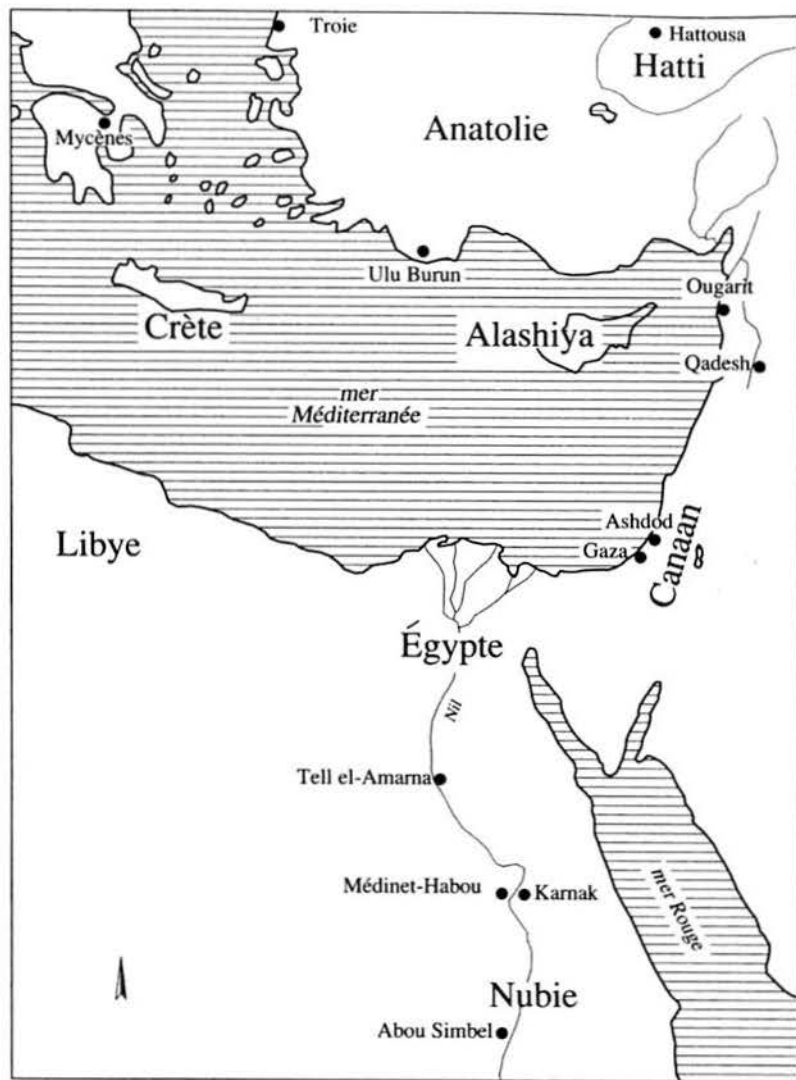 Troie
Hattousa
Hatti
Anatolie
Mycènes
Ulu Burun
Ougarit
Crète
Alashiya
Qadesh
mer
Méditerranée
Ashdod
Libye
Gaza
Canaan
Égypte
Nil
Tell el-Amarna
Médinet-Habou
Karnak
mer Rouge
Nubie
Abou Simbel